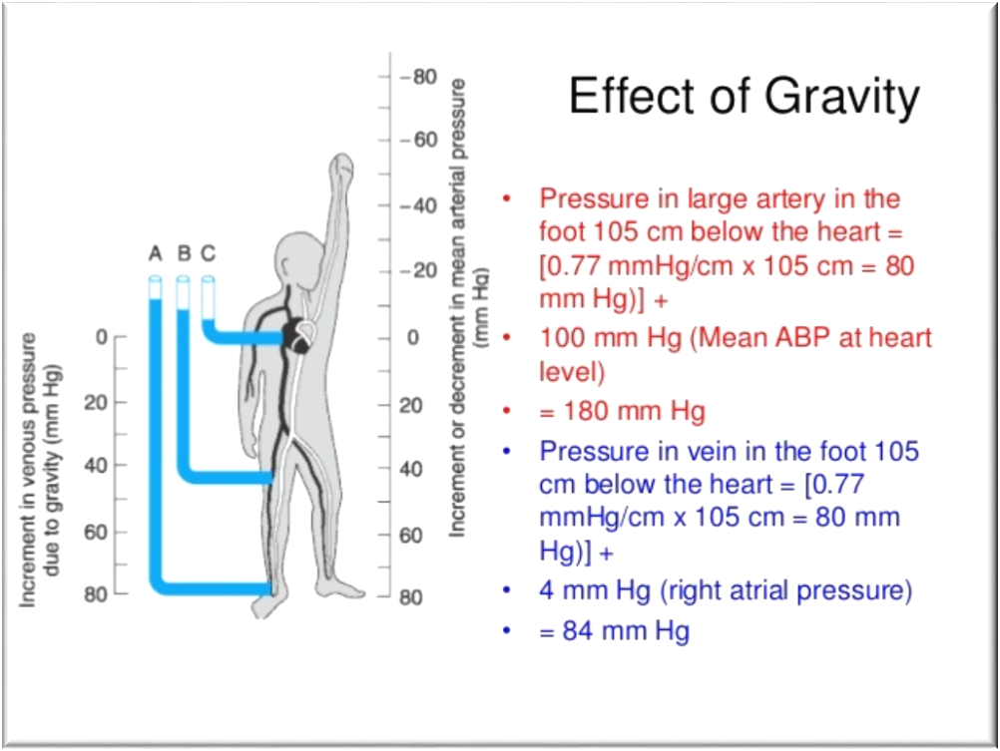 Effect of Gravity
A B C
Increment in venous pressure
due to gravity (mm Hg)
0
20
40
60
80
−80
−60
−40
−20
0
20
40
60
80
Increment or decrement in mean arterial pressure
(mm Hg)
• Pressure in large artery in the
foot 105 cm below the heart =
[0.77 mmHg/cm x 105 cm = 80
mm Hg)] +
• 100 mm Hg (Mean ABP at heart
level)
• = 180 mm Hg
• Pressure in vein in the foot 105
cm below the heart = [0.77
mmHg/cm x 105 cm = 80 mm
Hg)] +
• 4 mm Hg (right atrial pressure)
• = 84 mm Hg